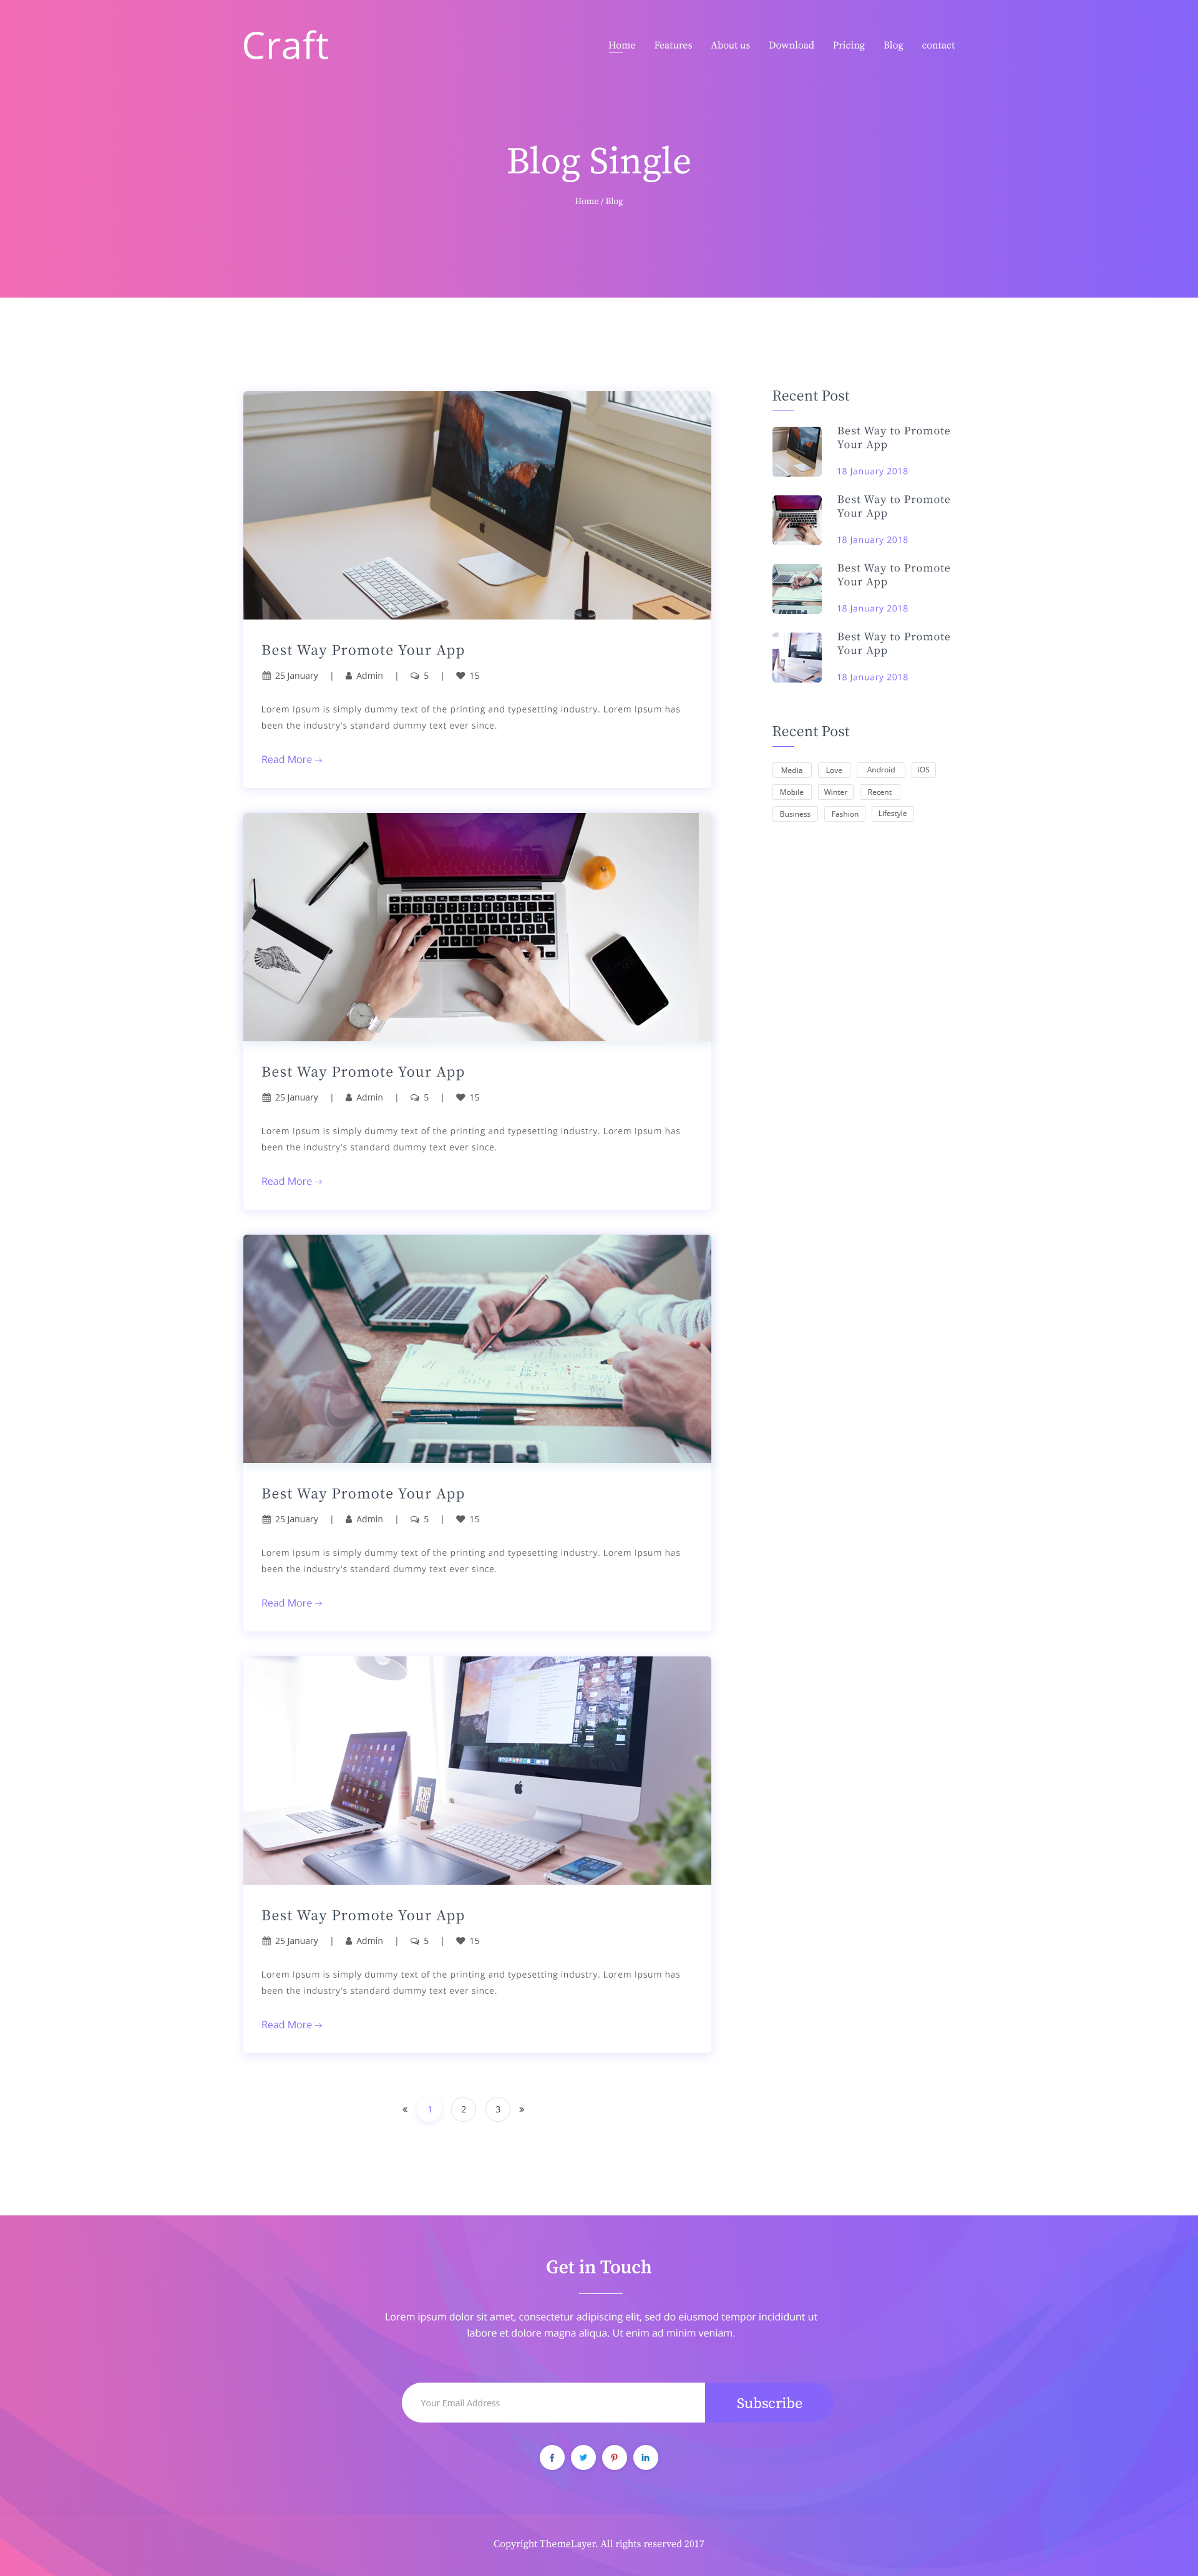 Craft
Home Features About us Download Pricing Blog contact
Blog Single
Home / Blog
Best Way Promote Your App
25 January | Admin | 5 | 15
Lorem Ipsum is simply dummy text of the printing and typesetting industry. Lorem Ipsum has
been the industry's standard dummy text ever since.
Read More →
Best Way Promote Your App
25 January | Admin | 5 | 15
Lorem Ipsum is simply dummy text of the printing and typesetting industry. Lorem Ipsum has
been the industry's standard dummy text ever since.
Read More →
Best Way Promote Your App
25 January | Admin | 5 | 15
Lorem Ipsum is simply dummy text of the printing and typesetting industry. Lorem Ipsum has
been the industry's standard dummy text ever since.
Read More →
Best Way Promote Your App
25 January | Admin | 5 | 15
Lorem Ipsum is simply dummy text of the printing and typesetting industry. Lorem Ipsum has
been the industry's standard dummy text ever since.
Read More →
« 1 2 3 »
Recent Post
Best Way to Promote
Your App
18 January 2018
Best Way to Promote
Your App
18 January 2018
Best Way to Promote
Your App
18 January 2018
Best Way to Promote
Your App
18 January 2018
Recent Post
Media Love Android iOS
Mobile Winter Recent
Business Fashion Lifestyle
Get in Touch
Lorem ipsum dolor sit amet, consectetur adipiscing elit, sed do eiusmod tempor incididunt ut
labore et dolore magna aliqua. Ut enim ad minim veniam.
Your Email Address
Subscribe
Copyright ThemeLayer. All rights reserved 2017